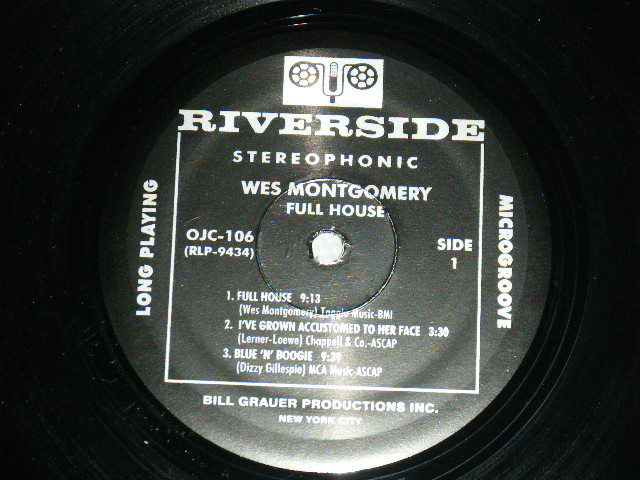 RIVERSIDE
STEREOPHONIC
WES MONTGOMERY
FULL HOUSE
OJC-106
(RLP-9434)
SIDE
1
LONG PLAYING
MICROGROOVE
1. FULL HOUSE 9:13
(Wes Montgomery) Taggie Music-BMI
2. I'VE GROWN ACCUSTOMED TO HER FACE 3:30
(Lerner-Loewe) Chappell & Co.-ASCAP
3. BLUE 'N' BOOGIE 9:39
(Dizzy Gillespie) MCA Music-ASCAP
BILL GRAUER PRODUCTIONS INC.
NEW YORK CITY